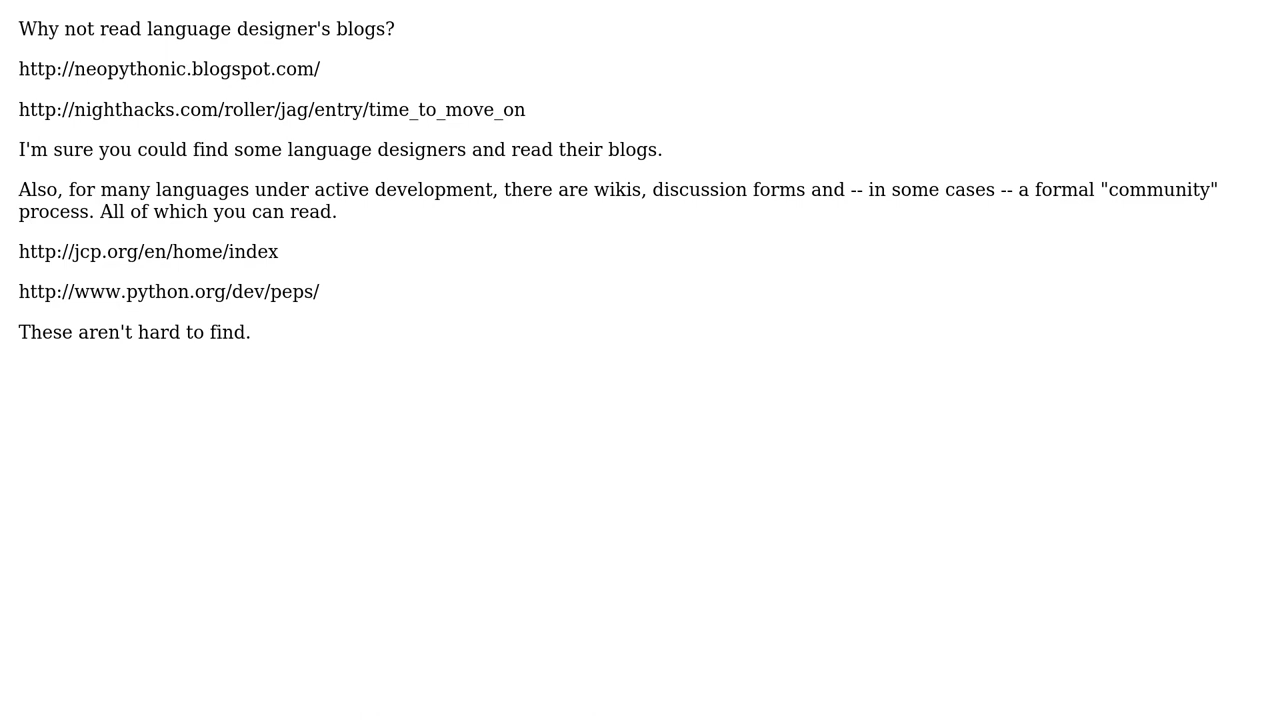 Why not read language designer's blogs?
http://neopythonic.blogspot.com/
http://nighthacks.com/roller/jag/entry/time_to_move_on
I'm sure you could find some language designers and read their blogs.
Also, for many languages under active development, there are wikis, discussion forms and -- in some cases -- a formal "community"
process. All of which you can read.
http://jcp.org/en/home/index
http://www.python.org/dev/peps/
These aren't hard to find.